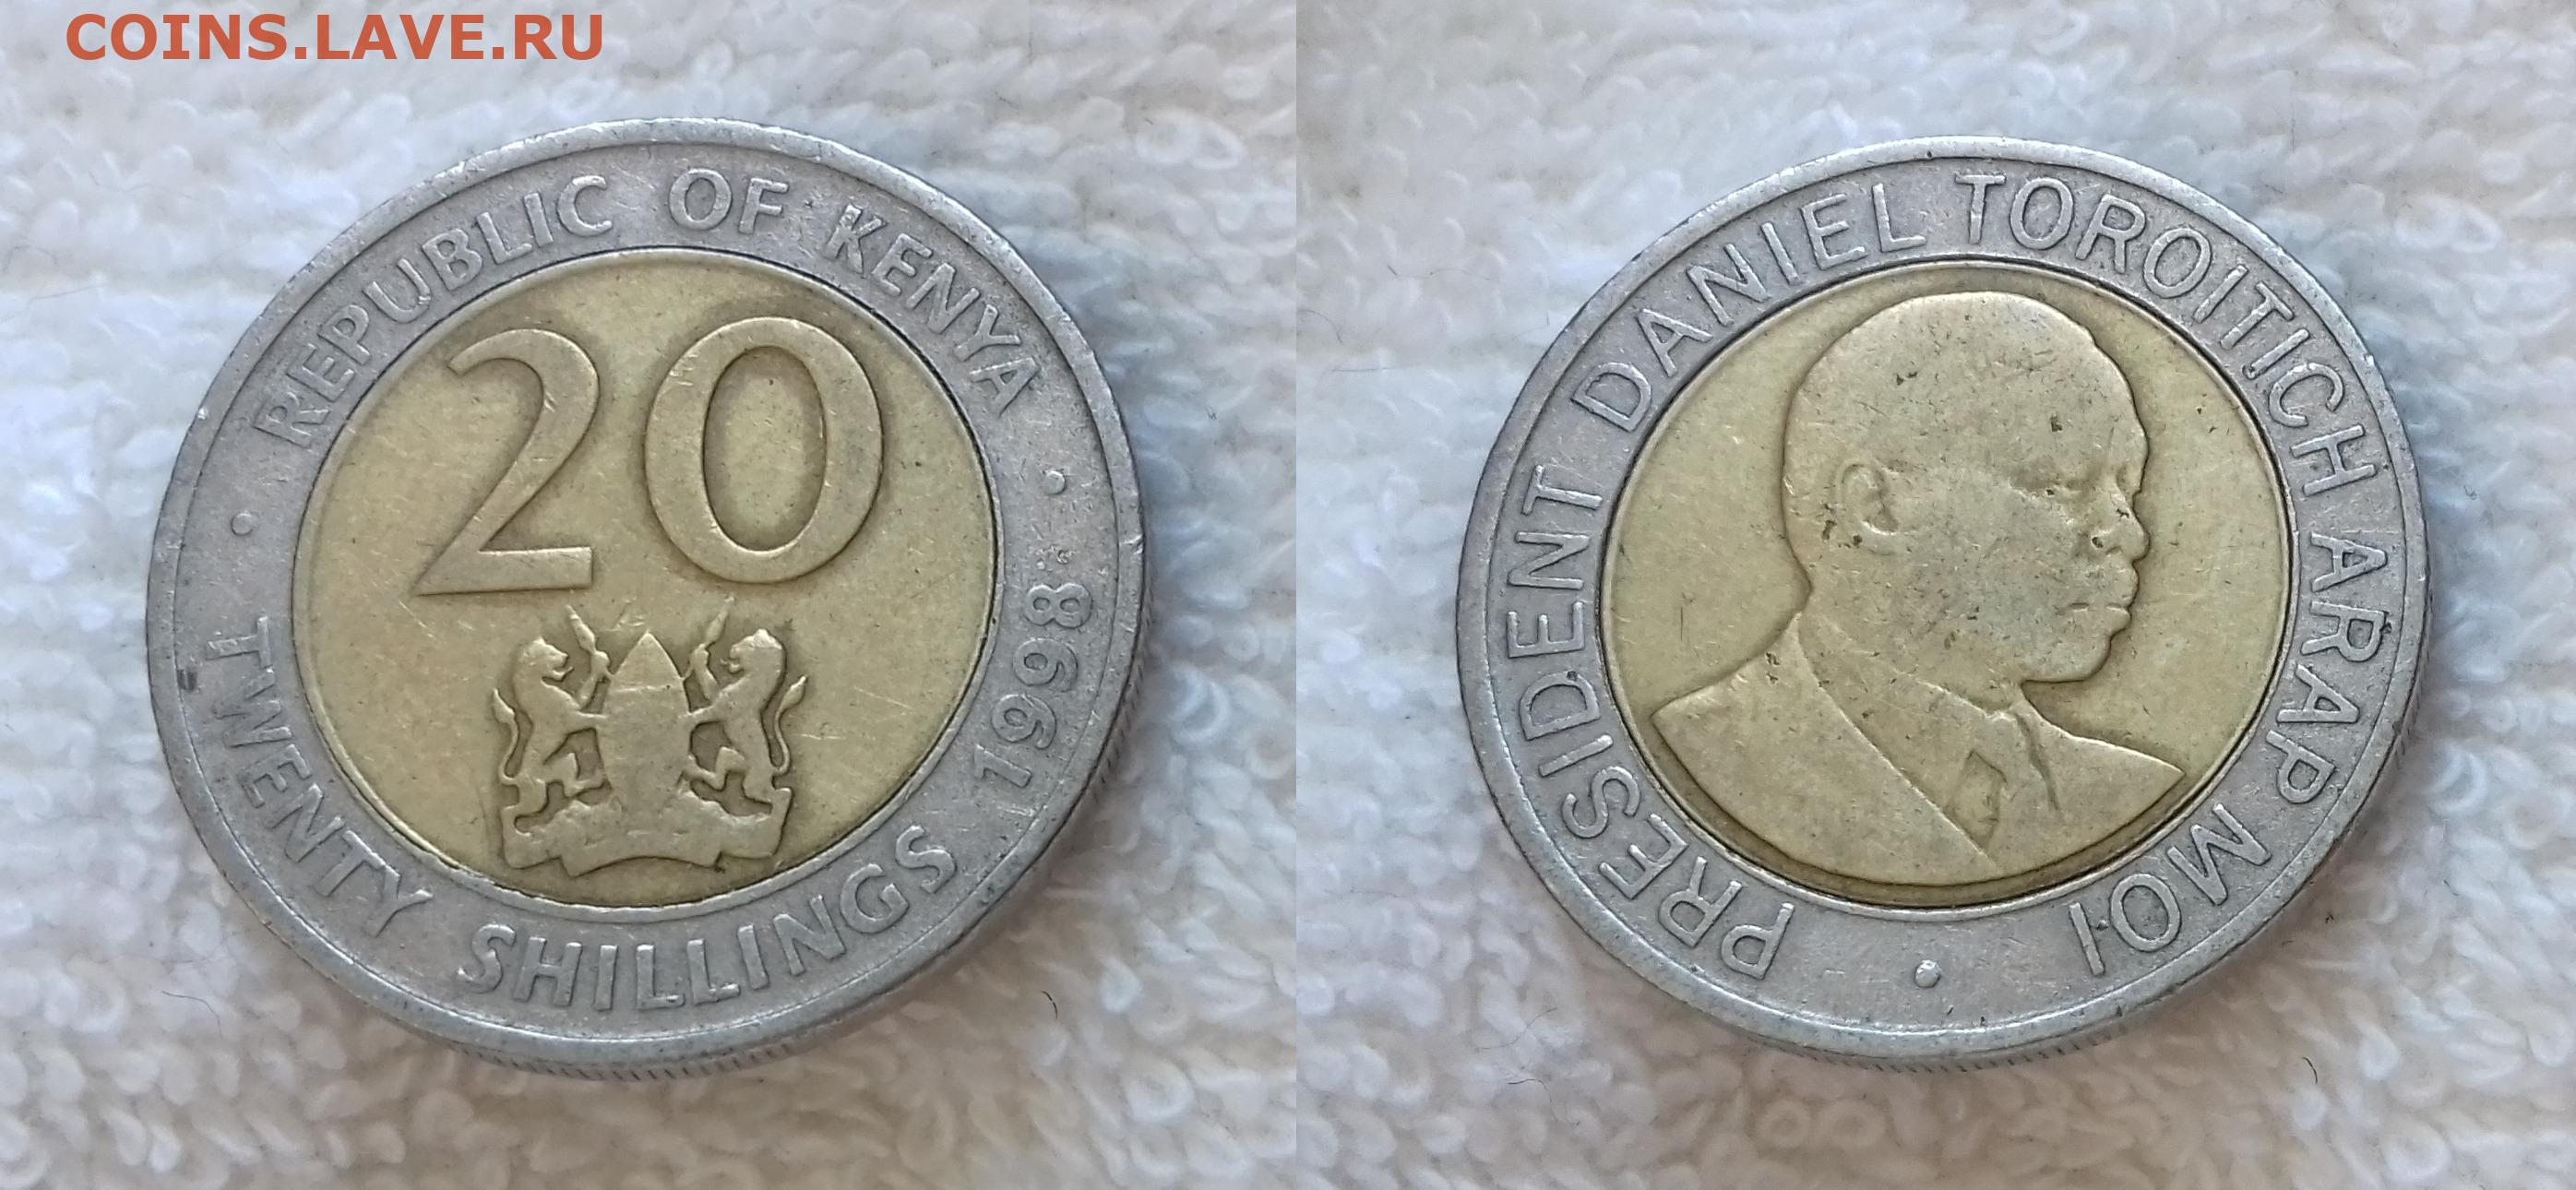 COINS.LAVE.RU
· REPUBLIC OF KENYA ·
20
TWENTY SHILLINGS 1998
PRESIDENT DANIEL TOROITICH ARAP MOI ·